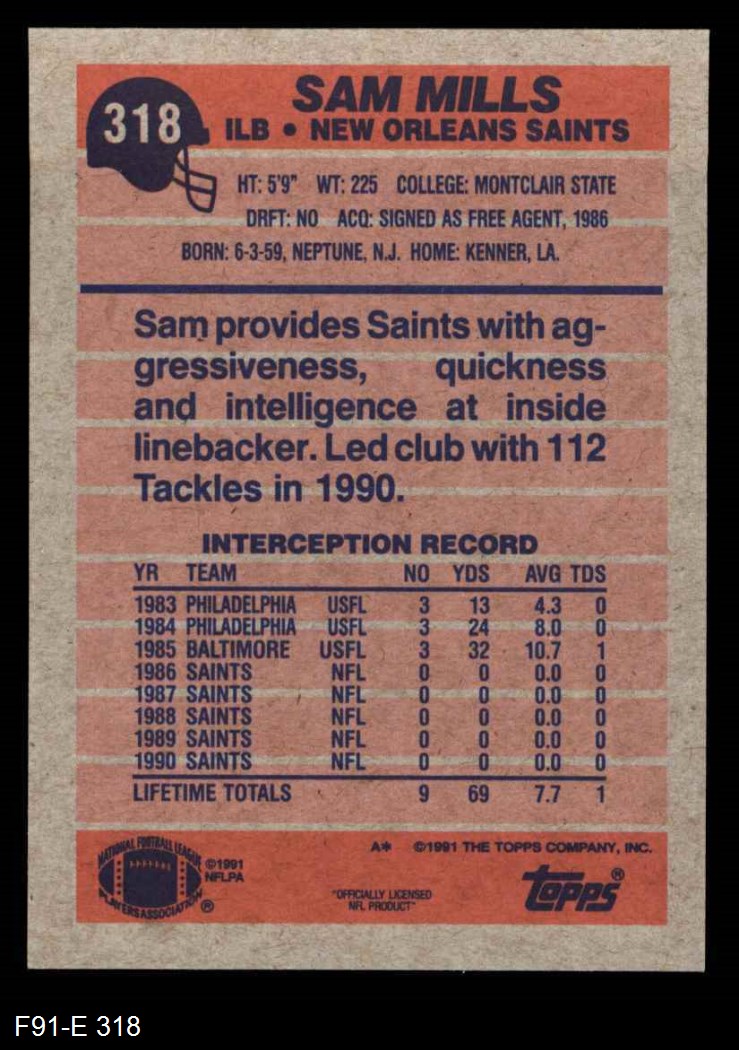 318
SAM MILLS
ILB • NEW ORLEANS SAINTS
HT: 5'9" WT: 225 COLLEGE: MONTCLAIR STATE
DRFT: NO ACQ: SIGNED AS FREE AGENT, 1986
BORN: 6-3-59, NEPTUNE, N.J. HOME: KENNER, LA.
Sam provides Saints with ag-
gressiveness, quickness
and intelligence at inside
linebacker. Led club with 112
Tackles in 1990.
INTERCEPTION RECORD
YR TEAM NO YDS AVG TDS
1983 PHILADELPHIA USFL 3 13 4.3 0
1984 PHILADELPHIA USFL 3 24 8.0 0
1985 BALTIMORE USFL 3 32 10.7 1
1986 SAINTS NFL 0 0 0.0 0
1987 SAINTS NFL 0 0 0.0 0
1988 SAINTS NFL 0 0 0.0 0
1989 SAINTS NFL 0 0 0.0 0
1990 SAINTS NFL 0 0 0.0 0
LIFETIME TOTALS 9 69 7.7 1
NATIONAL FOOTBALL LEAGUE
PLAYERS ASSOCIATION ®
©1991
NFLPA
A* ©1991 THE TOPPS COMPANY, INC.
"OFFICIALLY LICENSED
NFL PRODUCT"
topps®
F91-E 318